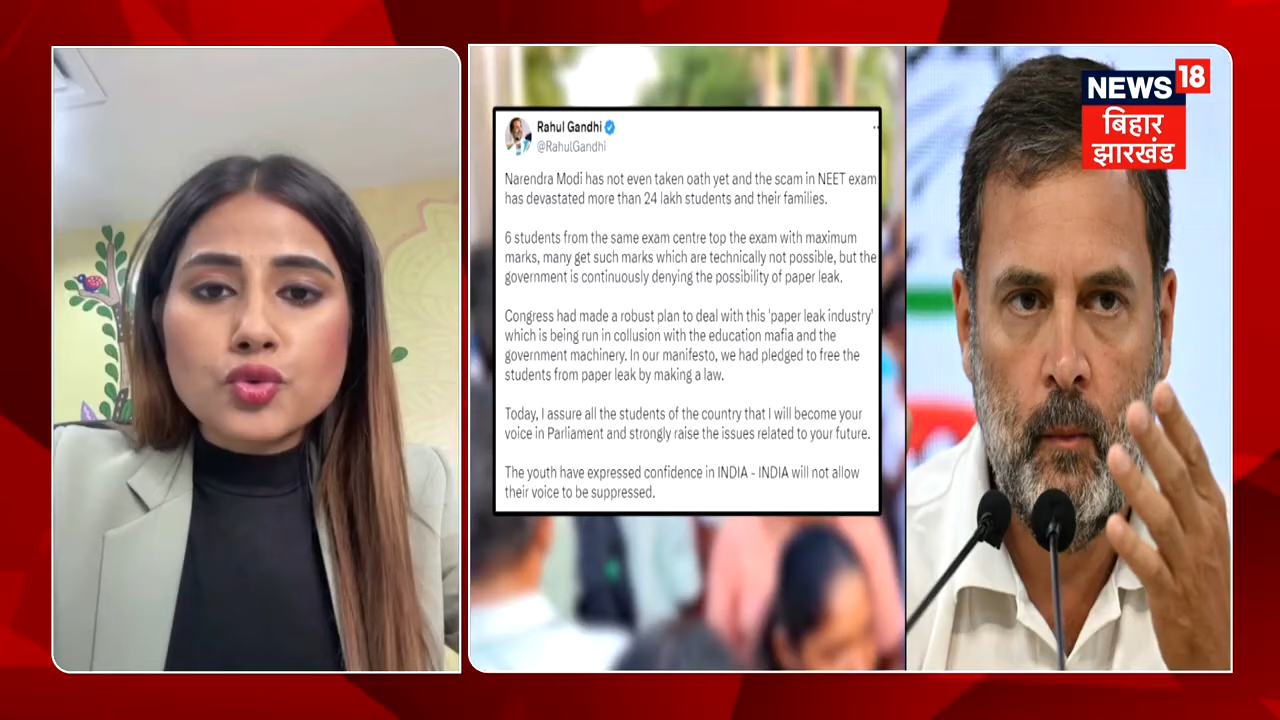 NEWS 18
बिहार
झारखंड
Rahul Gandhi
@RahulGandhi
Narendra Modi has not even taken oath yet and the scam in NEET exam
has devastated more than 24 lakh students and their families.
6 students from the same exam centre top the exam with maximum
marks, many get such marks which are technically not possible, but the
government is continuously denying the possibility of paper leak.
Congress had made a robust plan to deal with this 'paper leak industry'
which is being run in collusion with the education mafia and the
government machinery. In our manifesto, we had pledged to free the
students from paper leak by making a law.
Today, I assure all the students of the country that I will become your
voice in Parliament and strongly raise the issues related to your future.
The youth have expressed confidence in INDIA - INDIA will not allow
their voice to be suppressed.